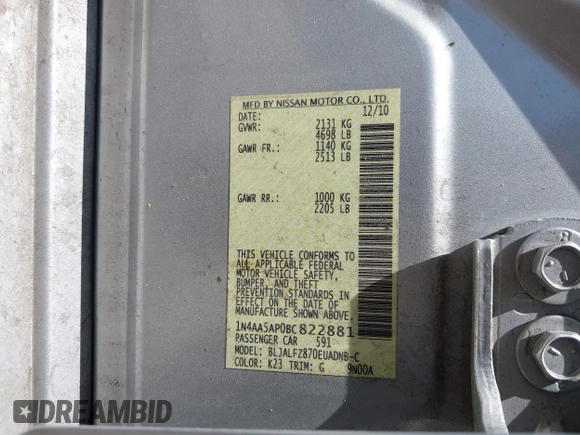 MFD BY NISSAN MOTOR CO., LTD.
DATE: 12/10
GVWR: 2131 KG
4698 LB
GAWR FR.: 1140 KG
2513 LB
GAWR RR.: 1000 KG
2205 LB
THIS VEHICLE CONFORMS TO
ALL APPLICABLE FEDERAL
MOTOR VEHICLE SAFETY,
BUMPER, AND THEFT
PREVENTION STANDARDS IN
EFFECT ON THE DATE OF
MANUFACTURE SHOWN ABOVE.
1N4AA5AP0BC822881
PASSENGER CAR 591
MODEL: BLJALFZ870EUADNB-C
COLOR: K23 TRIM: G 9N00A
8
DREAMBID